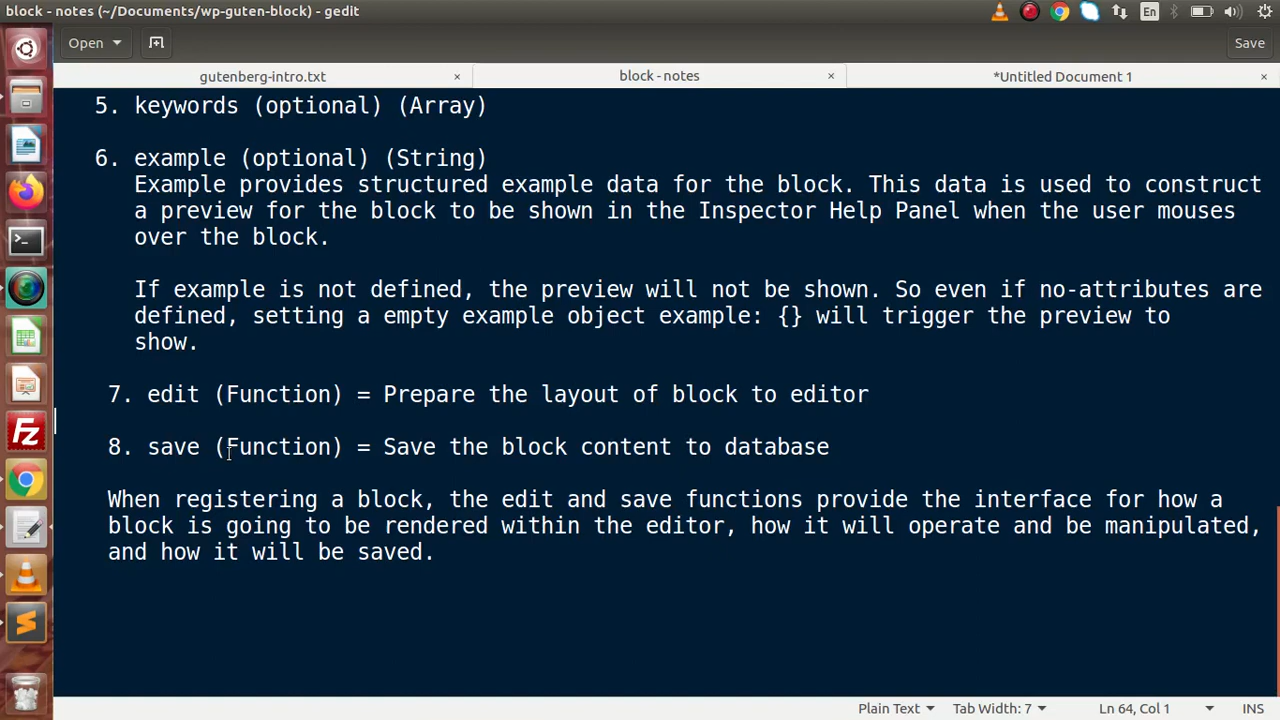 block - notes (~/Documents/wp-guten-block) - gedit
En
Open
Save
gutenberg-intro.txt ×
block - notes ×
*Untitled Document 1 ×
5. keywords (optional) (Array)
6. example (optional) (String)
Example provides structured example data for the block. This data is used to construct
a preview for the block to be shown in the Inspector Help Panel when the user mouses
over the block.
If example is not defined, the preview will not be shown. So even if no-attributes are
defined, setting a empty example object example: {} will trigger the preview to
show.
7. edit (Function) = Prepare the layout of block to editor
8. save (Function) = Save the block content to database
When registering a block, the edit and save functions provide the interface for how a
block is going to be rendered within the editor, how it will operate and be manipulated,
and how it will be saved.
Plain Text
Tab Width: 7
Ln 64, Col 1
INS